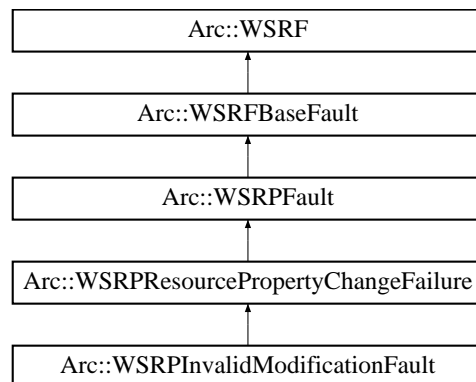 Arc::WSRF
Arc::WSRFBaseFault
Arc::WSRPFault
Arc::WSRPResourcePropertyChangeFailure
Arc::WSRPInvalidModificationFault